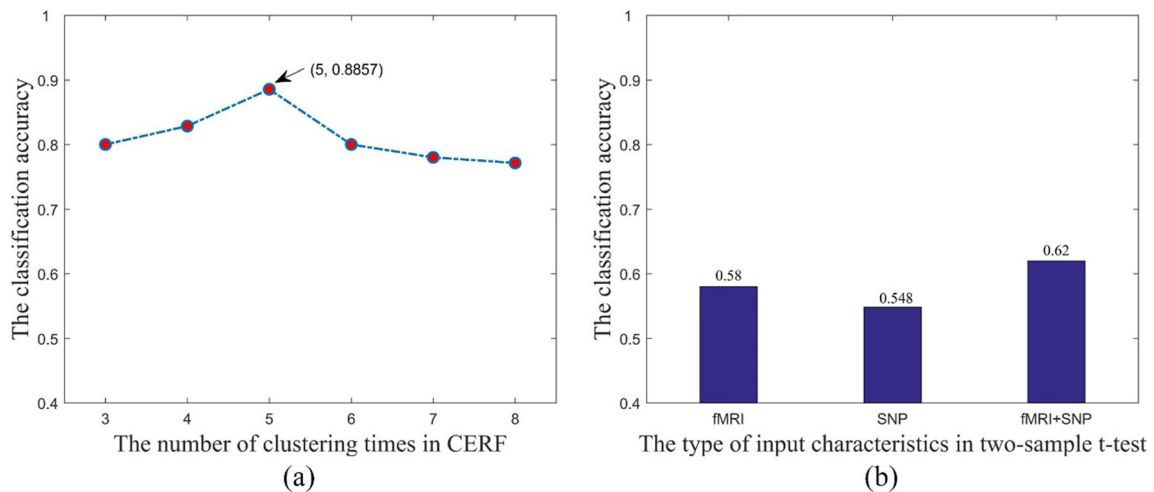 The classification accuracy
1
0.9
0.8
0.7
0.6
0.5
0.4
(5, 0.8857)
3 4 5 6 7 8
The number of clustering times in CERF
(a)
The classification accuracy
1
0.9
0.8
0.7
0.6
0.5
0.4
0.58
0.548
0.62
fMRI SNP fMRI+SNP
The type of input characteristics in two-sample t-test
(b)